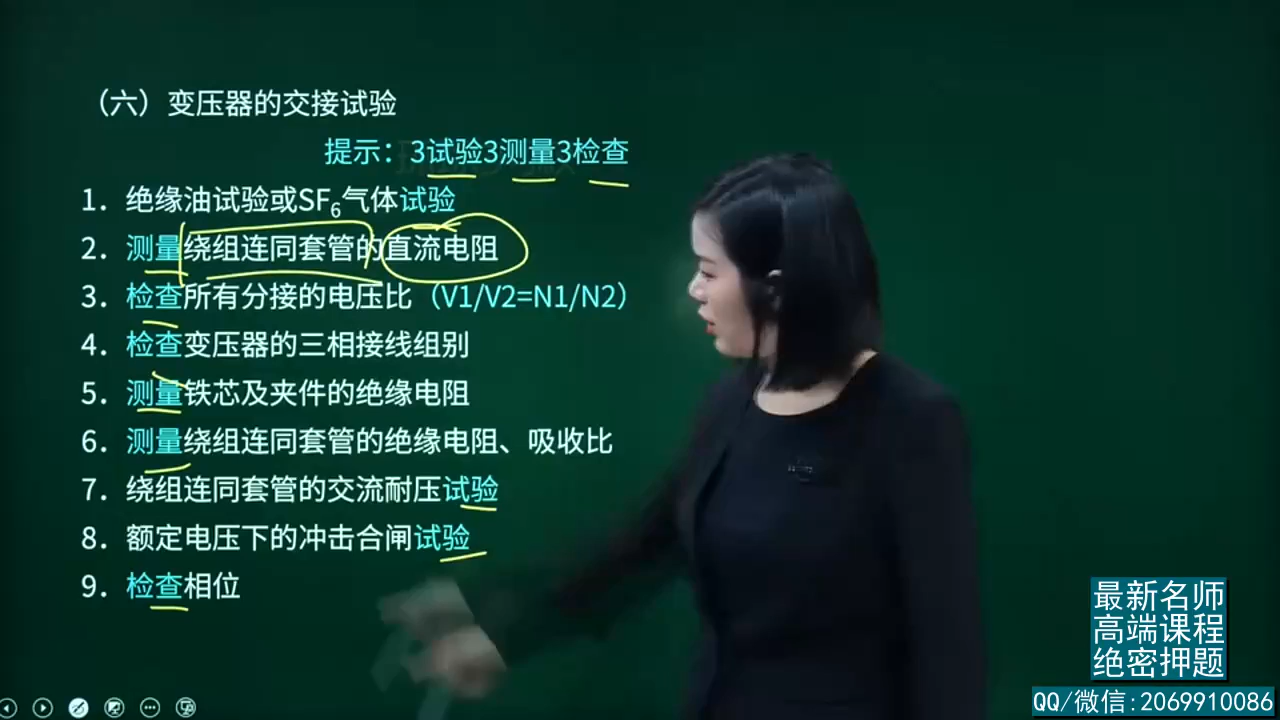 （六）变压器的交接试验
提示：3试验3测量3检查
1. 绝缘油试验或SF6气体试验
2. 测量绕组连同套管的直流电阻
3. 检查所有分接的电压比（V1/V2=N1/N2）
4. 检查变压器的三相接线组别
5. 测量铁芯及夹件的绝缘电阻
6. 测量绕组连同套管的绝缘电阻、吸收比
7. 绕组连同套管的交流耐压试验
8. 额定电压下的冲击合闸试验
9. 检查相位
最新名师
高端课程
绝密押题
QQ/微信:2069910086